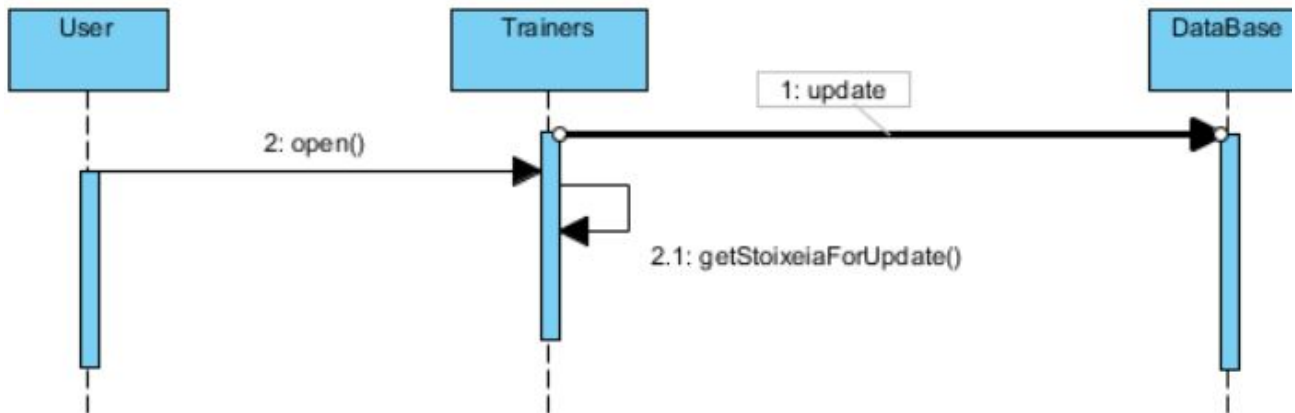 User
Trainers
DataBase
1: update
2: open()
2.1: getStoixeiaForUpdate()